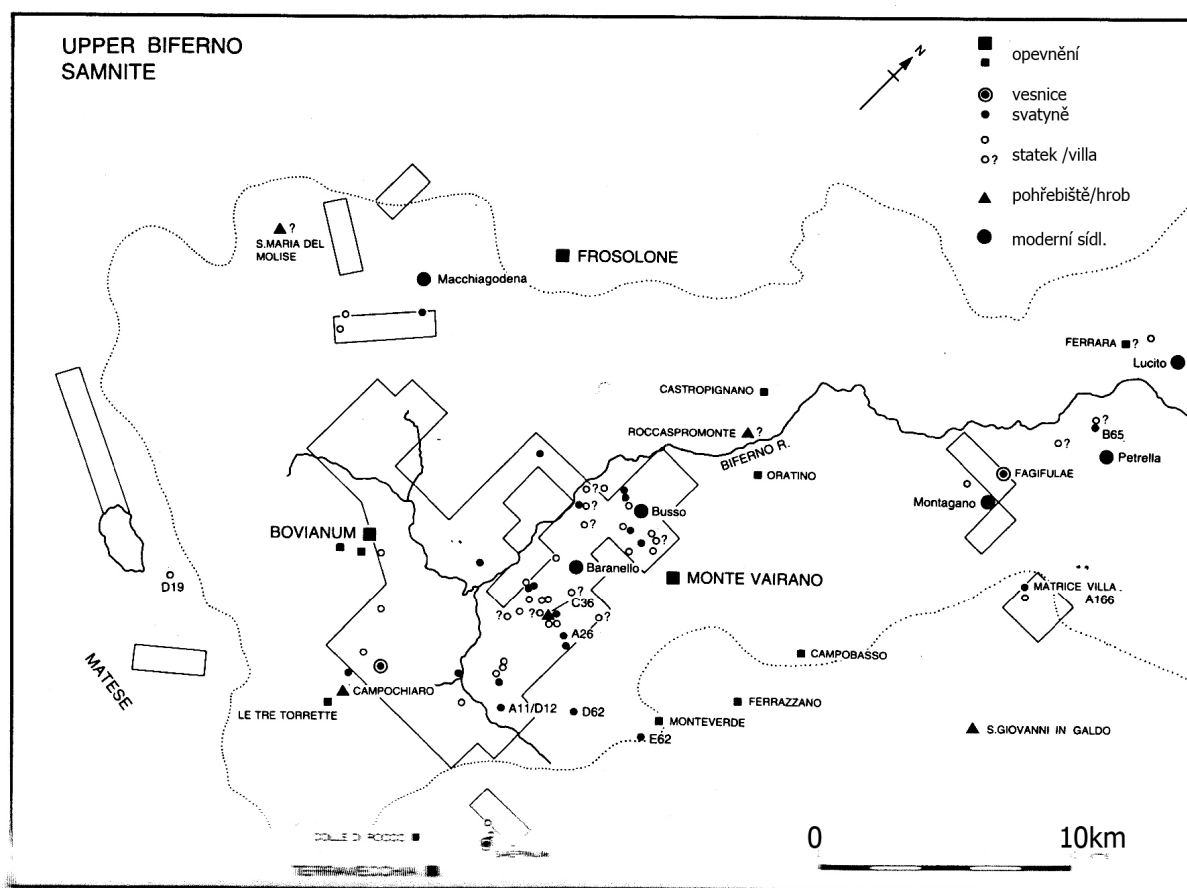 UPPER BIFERNO
SAMNITE
N
opevnění
vesnice
svatyně
?
statek /villa
pohřebiště/hrob
moderní sídl.
?
S.MARIA DEL
MOLISE
FROSOLONE
Macchiagodena
FERRARA ?
Lucito
CASTROPIGNANO
ROCCASPROMONTE ?
BIFERNO R.
ORATINO
?
?
B65
Petrella
FAGIFULAE
Montagano
? ?
?
?
Busso
?
BOVIANUM
Baranello
MONTE VAIRANO
D19
C36
? ? ?
?
A26
MATRICE VILLA
A166
CAMPOBASSO
MATESE
CAMPOCHIARO
LE TRE TORRETTE
A11/D12
D62
FERRAZZANO
MONTEVERDE
E62
S.GIOVANNI IN GALDO
0 10km